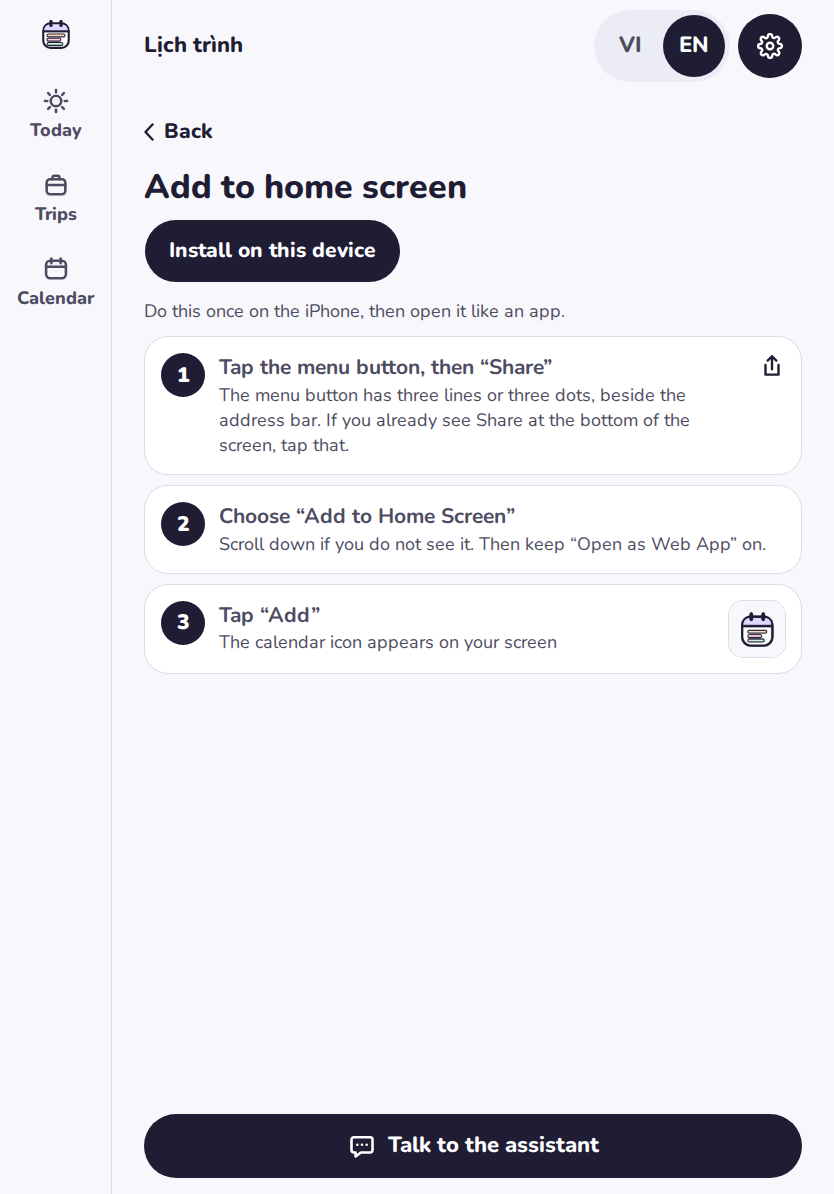 Lịch trình
VI
EN
Today
Trips
Calendar
Back
Add to home screen
Install on this device
Do this once on the iPhone, then open it like an app.
1
Tap the menu button, then “Share”
The menu button has three lines or three dots, beside the
address bar. If you already see Share at the bottom of the
screen, tap that.
2
Choose “Add to Home Screen”
Scroll down if you do not see it. Then keep “Open as Web App” on.
3
Tap “Add”
The calendar icon appears on your screen
Talk to the assistant